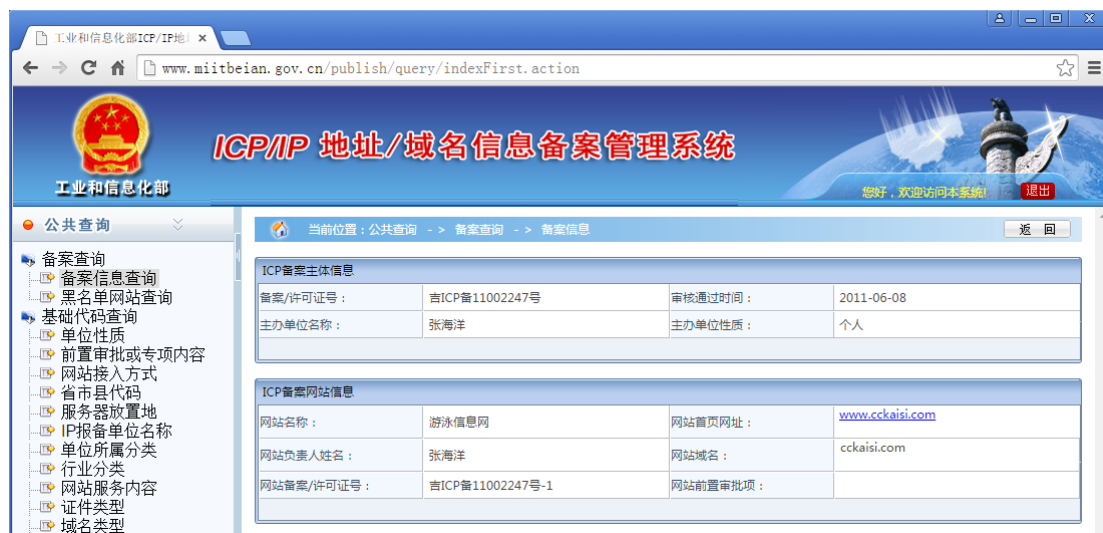 工业和信息化部ICP/IP地
www.miitbeian.gov.cn/publish/query/indexFirst.action
ICP/IP 地址/域名信息备案管理系统
工业和信息化部
您好，欢迎访问本系统!
退出
公共查询
当前位置：公共查询 -> 备案查询 -> 备案信息
返 回
备案查询
备案信息查询
黑名单网站查询
基础代码查询
单位性质
前置审批或专项内容
网站接入方式
省市县代码
服务器放置地
IP报备单位名称
单位所属分类
行业分类
网站服务内容
证件类型
域名类型
ICP备案主体信息
备案/许可证号： 吉ICP备11002247号 审核通过时间： 2011-06-08
主办单位名称： 张海洋 主办单位性质： 个人
ICP备案网站信息
网站名称： 游泳信息网 网站首页网址： www.cckaisi.com
网站负责人姓名： 张海洋 网站域名： cckaisi.com
网站备案/许可证号： 吉ICP备11002247号-1 网站前置审批项：